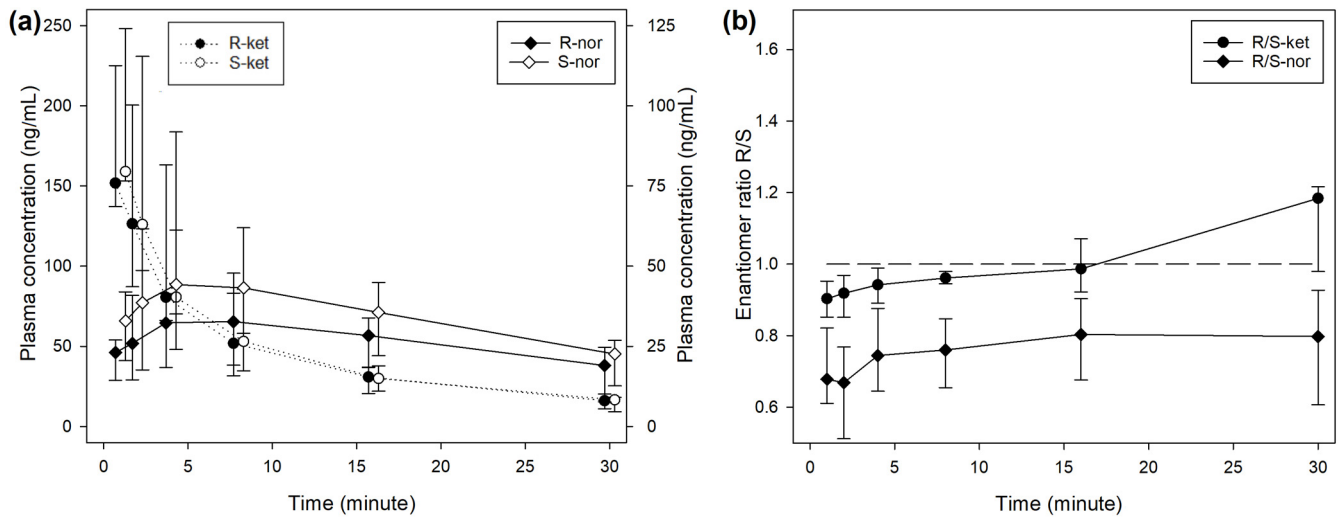 (a)
250
200
150
100
50
0
Plasma concentration (ng/mL)
R-ket
S-ket
R-nor
S-nor
125
100
75
50
25
0
Plasma concentration (ng/mL)
0 5 10 15 20 25 30
Time (minute)
(b)
1.6
1.4
1.2
1.0
0.8
0.6
Enantiomer ratio R/S
R/S-ket
R/S-nor
0 5 10 15 20 25 30
Time (minute)